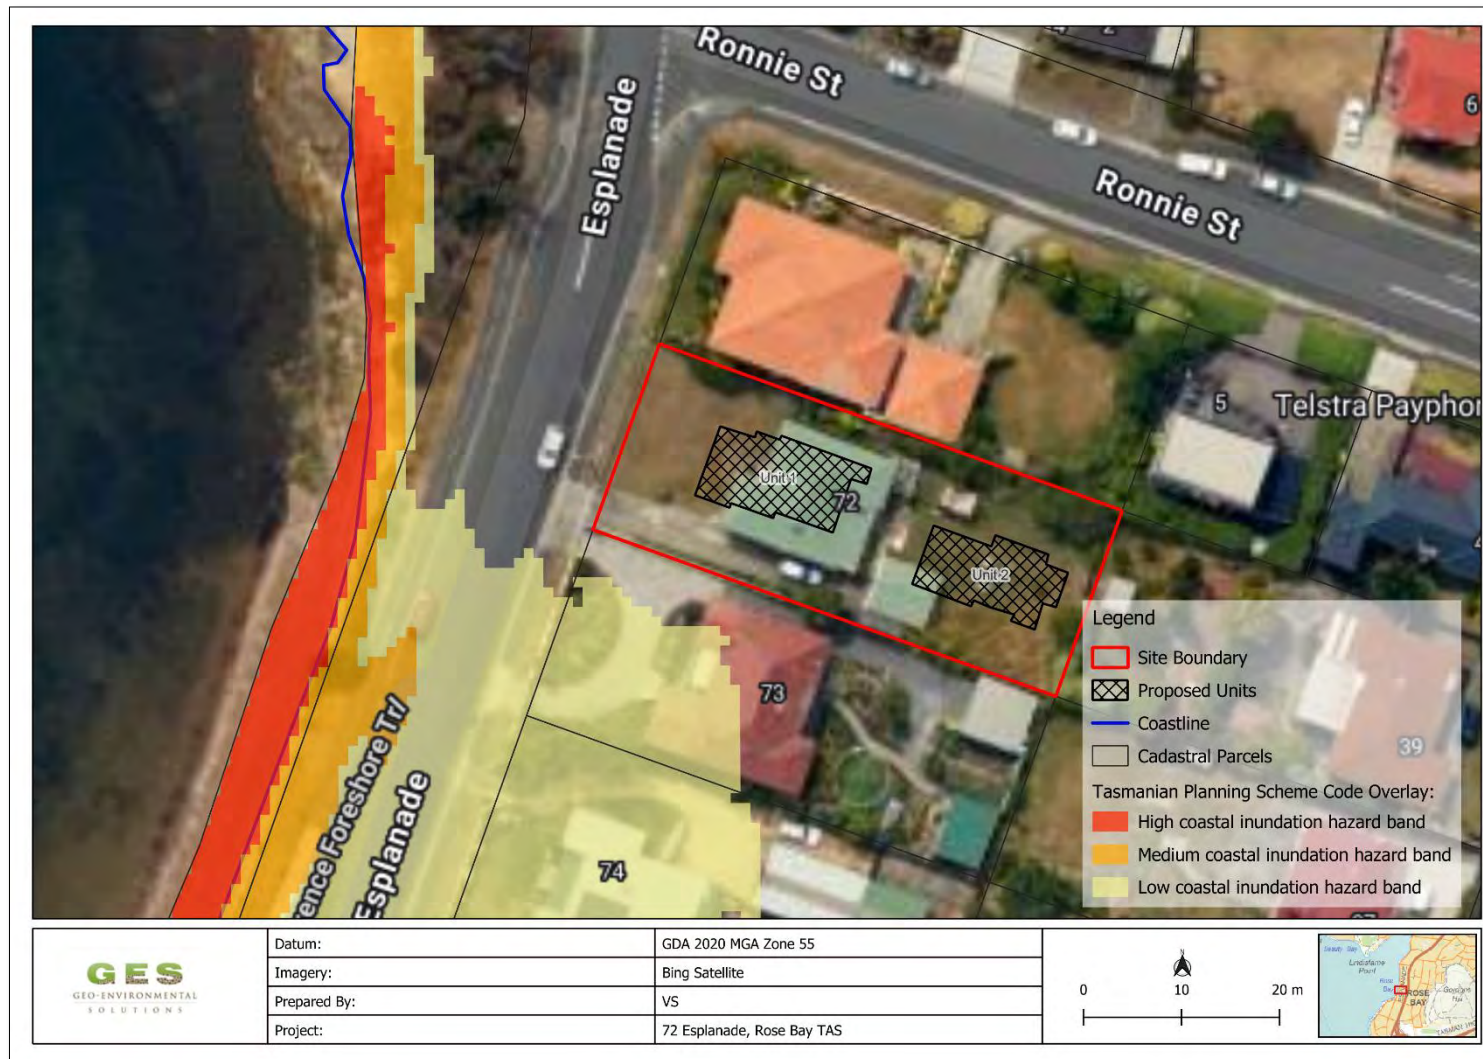 Ronnie St
2
6
Esplanade
Ronnie St
5
Telstra Paypho
Unit 1
72
Unit 2
4
73
39
74
ence Foreshore Tr/
Esplanade
Legend
Site Boundary
Proposed Units
Coastline
Cadastral Parcels
Tasmanian Planning Scheme Code Overlay:
High coastal inundation hazard band
Medium coastal inundation hazard band
Low coastal inundation hazard band
GES
GEO-ENVIRONMENTAL
SOLUTIONS
Datum: GDA 2020 MGA Zone 55
Imagery: Bing Satellite
Prepared By: VS
Project: 72 Esplanade, Rose Bay TAS
N
0 10 20 m
Lindisfarne
Point
ROSE
BAY